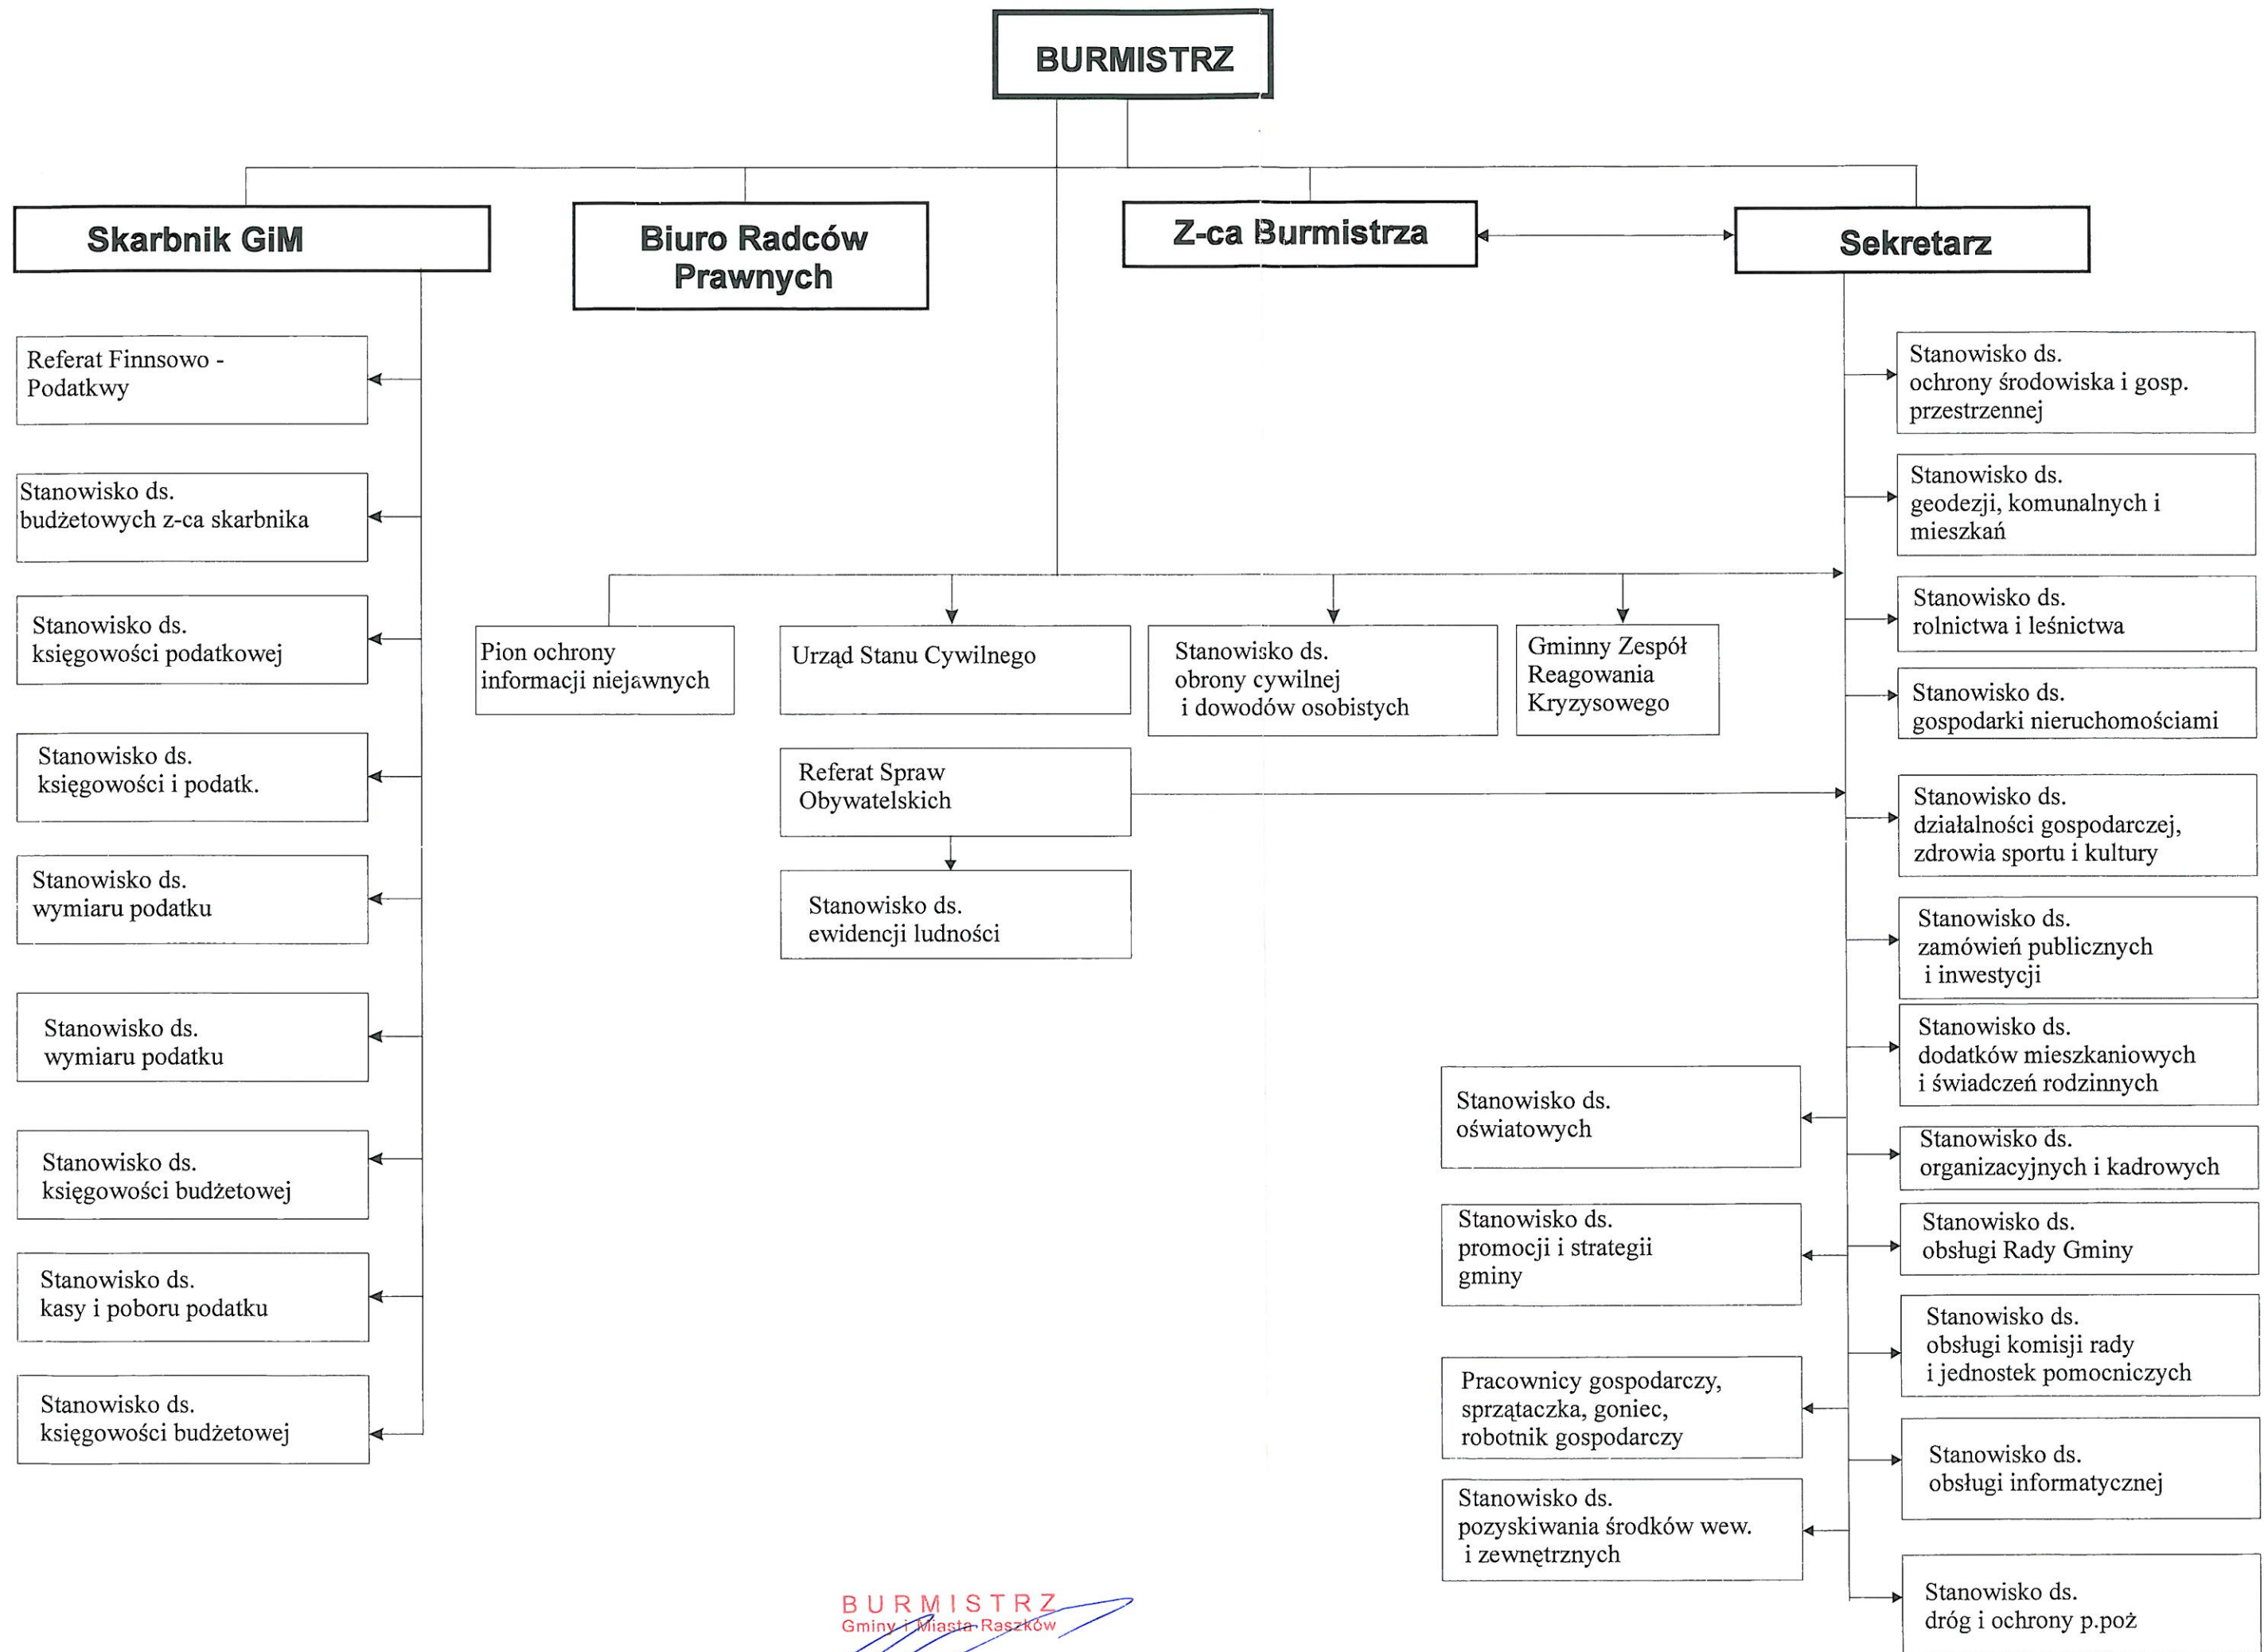 BURMISTRZ
Skarbnik GiM
Biuro Radców
Prawnych
Z-ca Burmistrza
Sekretarz
Referat Finnsowo -
Podatkwy
Stanowisko ds.
budżetowych z-ca skarbnika
Stanowisko ds.
księgowości podatkowej
Stanowisko ds.
księgowości i podatk.
Stanowisko ds.
wymiaru podatku
Stanowisko ds.
wymiaru podatku
Stanowisko ds.
księgowości budżetowej
Stanowisko ds.
kasy i poboru podatku
Stanowisko ds.
księgowości budżetowej
Pion ochrony
informacji niejawnych
Urząd Stanu Cywilnego
Stanowisko ds.
obrony cywilnej
i dowodów osobistych
Gminny Zespół
Reagowania
Kryzysowego
Referat Spraw
Obywatelskich
Stanowisko ds.
ewidencji ludności
Stanowisko ds.
oświatowych
Stanowisko ds.
promocji i strategii
gminy
Pracownicy gospodarczy,
sprzątaczka, goniec,
robotnik gospodarczy
Stanowisko ds.
pozyskiwania środków wew.
i zewnętrznych
Stanowisko ds.
ochrony środowiska i gosp.
przestrzennej
Stanowisko ds.
geodezji, komunalnych i
mieszkań
Stanowisko ds.
rolnictwa i leśnictwa
Stanowisko ds.
gospodarki nieruchomościami
Stanowisko ds.
działalności gospodarczej,
zdrowia sportu i kultury
Stanowisko ds.
zamówień publicznych
i inwestycji
Stanowisko ds.
dodatków mieszkaniowych
i świadczeń rodzinnych
Stanowisko ds.
organizacyjnych i kadrowych
Stanowisko ds.
obsługi Rady Gminy
Stanowisko ds.
obsługi komisji rady
i jednostek pomocniczych
Stanowisko ds.
obsługi informatycznej
Stanowisko ds.
dróg i ochrony p.poż
BURMISTRZ
Gminy i Miasta Raszków